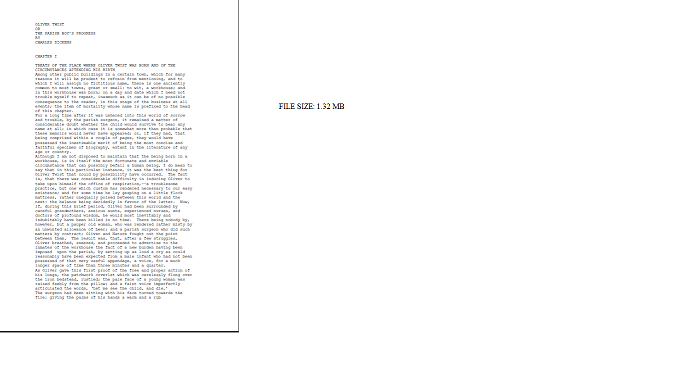 OLIVER TWIST
OR
THE PARISH BOY'S PROGRESS
BY
CHARLES DICKENS
CHAPTER I
TREATS OF THE PLACE WHERE OLIVER TWIST WAS BORN AND OF THE
CIRCUMSTANCES ATTENDING HIS BIRTH
Among other public buildings in a certain town, which for many
reasons it will be prudent to refrain from mentioning, and to
which I will assign no fictitious name, there is one anciently
common to most towns, great or small: to wit, a workhouse; and
in this workhouse was born; on a day and date which I need not
trouble myself to repeat, inasmuch as it can be of no possible
consequence to the reader, in this stage of the business at all
events; the item of mortality whose name is prefixed to the head
of this chapter.
For a long time after it was ushered into this world of sorrow
and trouble, by the parish surgeon, it remained a matter of
considerable doubt whether the child would survive to bear any
name at all; in which case it is somewhat more than probable that
these memoirs would never have appeared; or, if they had, that
being comprised within a couple of pages, they would have
possessed the inestimable merit of being the most concise and
faithful specimen of biography, extant in the literature of any
age or country.
Although I am not disposed to maintain that the being born in a
workhouse, is in itself the most fortunate and enviable
circumstance that can possibly befall a human being, I do mean to
say that in this particular instance, it was the best thing for
Oliver Twist that could by possibility have occurred. The fact
is, that there was considerable difficulty in inducing Oliver to
take upon himself the office of respiration,--a troublesome
practice, but one which custom has rendered necessary to our easy
existence; and for some time he lay gasping on a little flock
mattress, rather unequally poised between this world and the
next: the balance being decidedly in favour of the latter. Now,
if, during this brief period, Oliver had been surrounded by
careful grandmothers, anxious aunts, experienced nurses, and
doctors of profound wisdom, he would most inevitably and
indubitably have been killed in no time. There being nobody by,
however, but a pauper old woman, who was rendered rather misty by
an unwonted allowance of beer; and a parish surgeon who did such
matters by contract; Oliver and Nature fought out the point
between them. The result was, that, after a few struggles,
Oliver breathed, sneezed, and proceeded to advertise to the
inmates of the workhouse the fact of a new burden having been
imposed upon the parish, by setting up as loud a cry as could
reasonably have been expected from a male infant who had not been
possessed of that very useful appendage, a voice, for a much
longer space of time than three minutes and a quarter.
As Oliver gave this first proof of the free and proper action of
his lungs, the patchwork coverlet which was carelessly flung over
the iron bedstead, rustled; the pale face of a young woman was
raised feebly from the pillow; and a faint voice imperfectly
articulated the words, 'Let me see the child, and die.'
The surgeon had been sitting with his face turned towards the
fire: giving the palms of his hands a warm and a rub
FILE SIZE: 1.32 MB